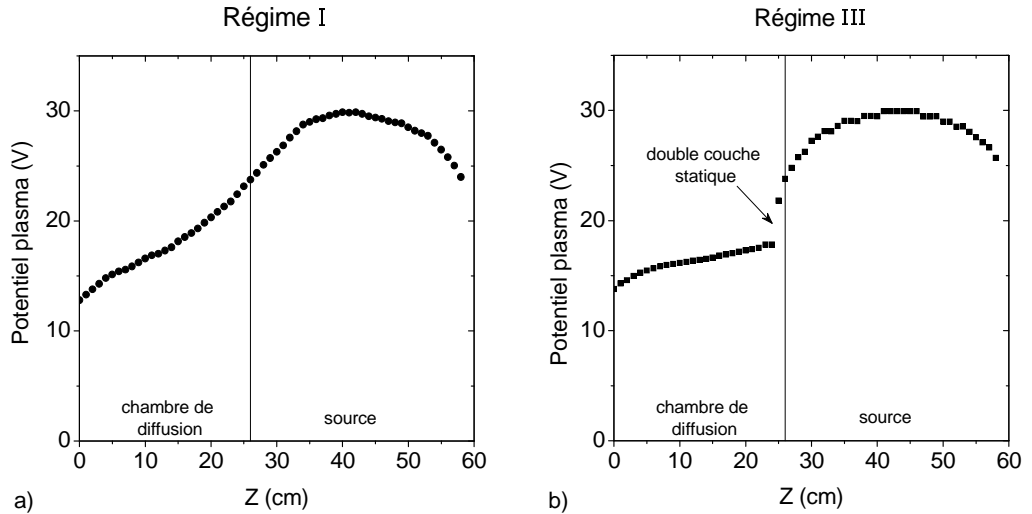 Régime I
Potentiel plasma (V)
30
20
10
0
chambre de
diffusion
source
0 10 20 30 40 50 60
Z (cm)
a)
Régime III
Potentiel plasma (V)
30
20
10
0
double couche
statique
chambre de
diffusion
source
0 10 20 30 40 50 60
Z (cm)
b)